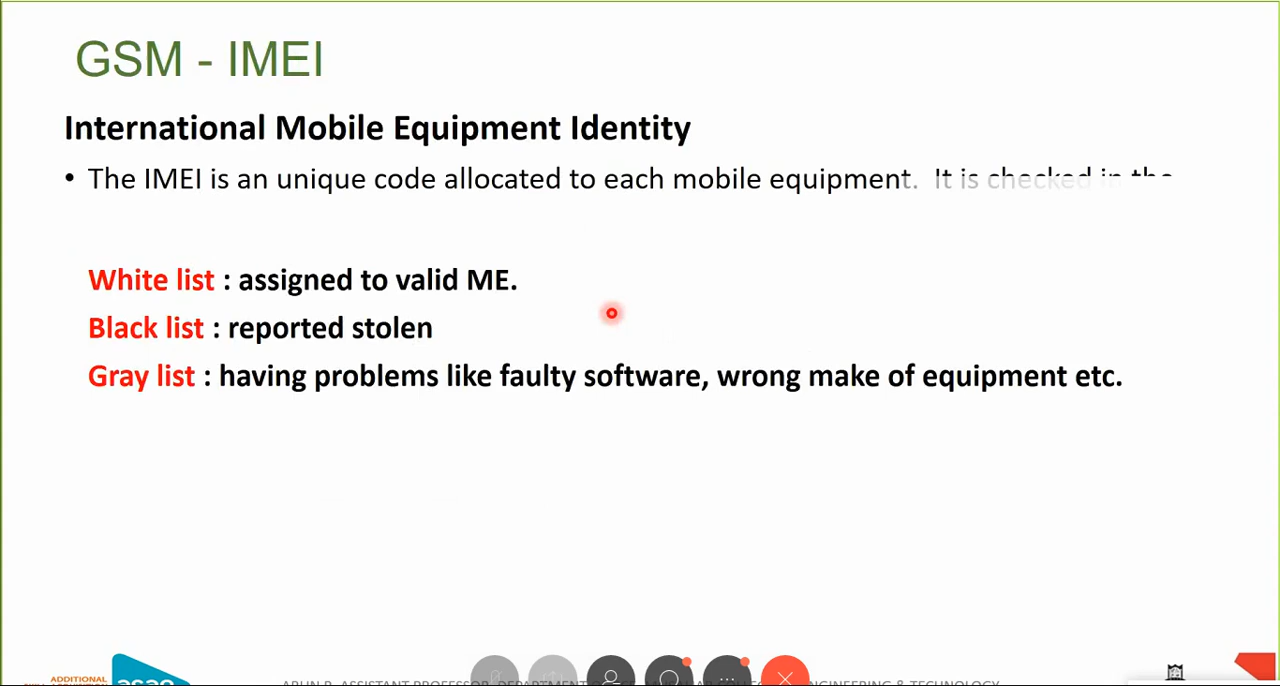 GSM - IMEI
International Mobile Equipment Identity
• The IMEI is an unique code allocated to each mobile equipment. It is checked in the
White list : assigned to valid ME.
Black list : reported stolen
Gray list : having problems like faulty software, wrong make of equipment etc.
ADDITIONAL
asap
ASSISTANT PROFESSOR, DEPARTMENT ENGINEERING & TECHNOLOGY